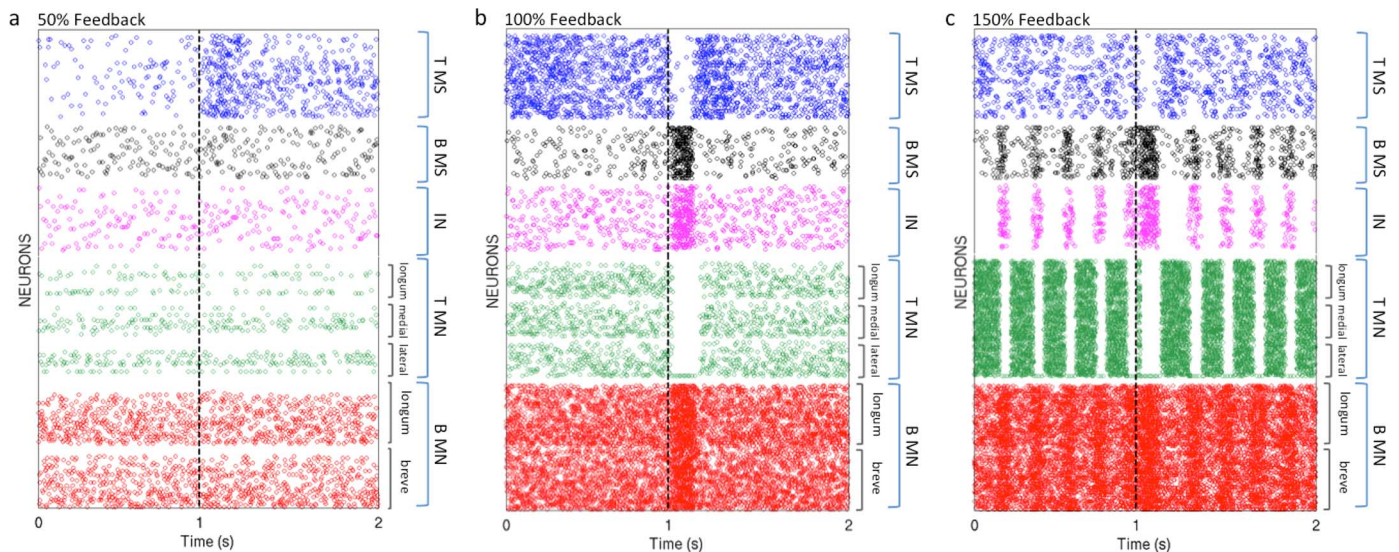 a 50% Feedback
T MS
B MS
IN
T MN
longum
medial
lateral
B MN
longum
breve
NEURONS
0 1 2
Time (s)
b 100% Feedback
T MS
B MS
IN
T MN
longum
medial
lateral
B MN
longum
breve
NEURONS
0 1 2
Time (s)
c 150% Feedback
T MS
B MS
IN
T MN
longum
medial
lateral
B MN
longum
breve
NEURONS
0 1 2
Time (s)